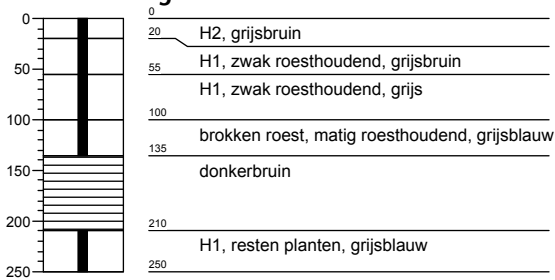 0
0
20
H2, grijsbruin
H1, zwak roesthoudend, grijsbruin
50
55
H1, zwak roesthoudend, grijs
100
100
brokken roest, matig roesthoudend, grijsblauw
135
150
donkerbruin
200
210
H1, resten planten, grijsblauw
250
250